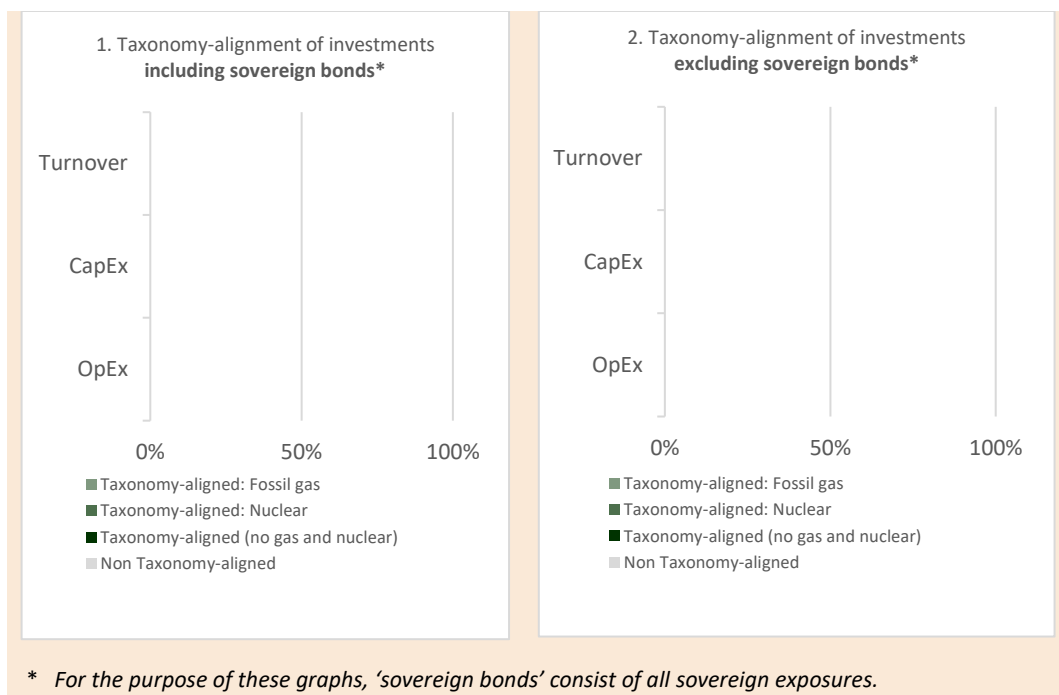 1. Taxonomy-alignment of investments
including sovereign bonds*
Turnover
CapEx
OpEx
0% 50% 100%
Taxonomy-aligned: Fossil gas
Taxonomy-aligned: Nuclear
Taxonomy-aligned (no gas and nuclear)
Non Taxonomy-aligned
2. Taxonomy-alignment of investments
excluding sovereign bonds*
Turnover
CapEx
OpEx
0% 50% 100%
Taxonomy-aligned: Fossil gas
Taxonomy-aligned: Nuclear
Taxonomy-aligned (no gas and nuclear)
Non Taxonomy-aligned
* For the purpose of these graphs, ‘sovereign bonds’ consist of all sovereign exposures.